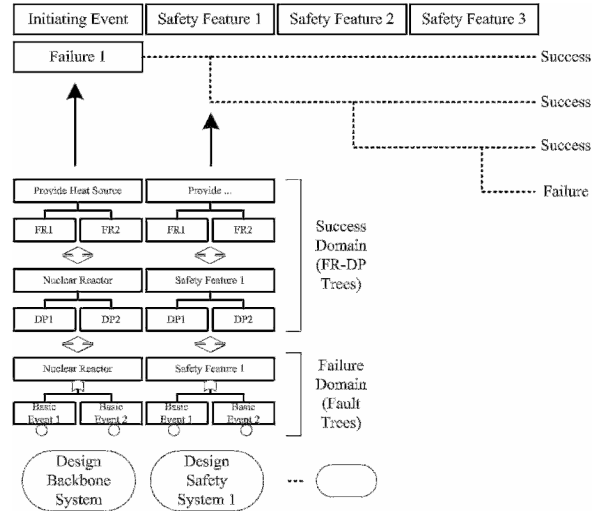 Initiating Event Safety Feature 1 Safety Feature 2 Safety Feature 3
Failure 1 Success
Success
Success
Failure
Provide Heat Source Provide ...
FR1 FR2 FR1 FR2
Nuclear Reactor Safety Feature 1
DP1 DP2 DP1 DP2
Success
Domain
(FR-DP
Trees)
Nuclear Reactor Safety Feature 1
Basic Basic Basic Basic
Event 1 Event 2 Event 1 Event 2
Failure
Domain
(Fault
Trees)
Design
Backbone
System
Design
Safety
System 1
...